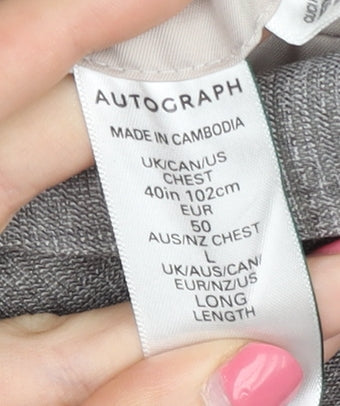 AUTOGRAPH
MADE IN CAMBODIA
UK/CAN/US
CHEST
40in 102cm
EUR
50
AUS/NZ CHEST
L
UK/AUS/CAN/
EUR/NZ/US
LONG
LENGTH